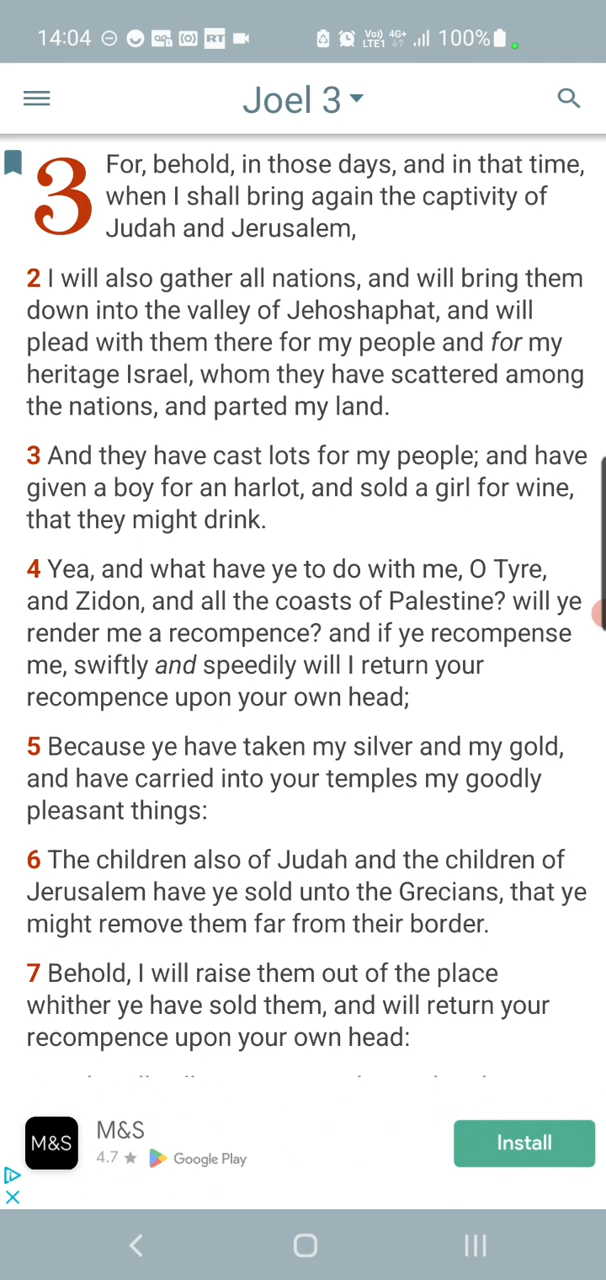 14:04
RT
Vo) 4G+
LTE1
100%
Joel 3
3 For, behold, in those days, and in that time,
when I shall bring again the captivity of
Judah and Jerusalem,
2 I will also gather all nations, and will bring them
down into the valley of Jehoshaphat, and will
plead with them there for my people and for my
heritage Israel, whom they have scattered among
the nations, and parted my land.
3 And they have cast lots for my people; and have
given a boy for an harlot, and sold a girl for wine,
that they might drink.
4 Yea, and what have ye to do with me, O Tyre,
and Zidon, and all the coasts of Palestine? will ye
render me a recompence? and if ye recompense
me, swiftly and speedily will I return your
recompence upon your own head;
5 Because ye have taken my silver and my gold,
and have carried into your temples my goodly
pleasant things:
6 The children also of Judah and the children of
Jerusalem have ye sold unto the Grecians, that ye
might remove them far from their border.
7 Behold, I will raise them out of the place
whither ye have sold them, and will return your
recompence upon your own head:
M&S
M&S
4.7 ★ Google Play
Install